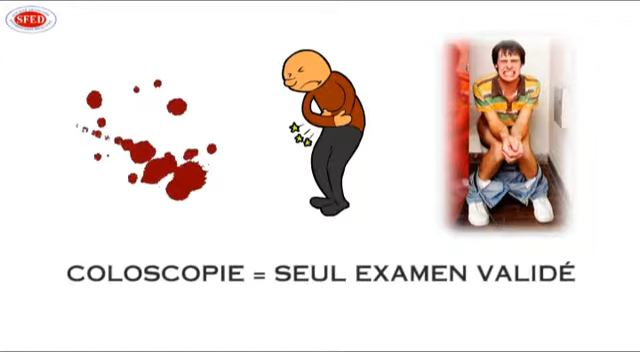 SFED
COLOSCOPIE = SEUL EXAMEN VALIDÉ